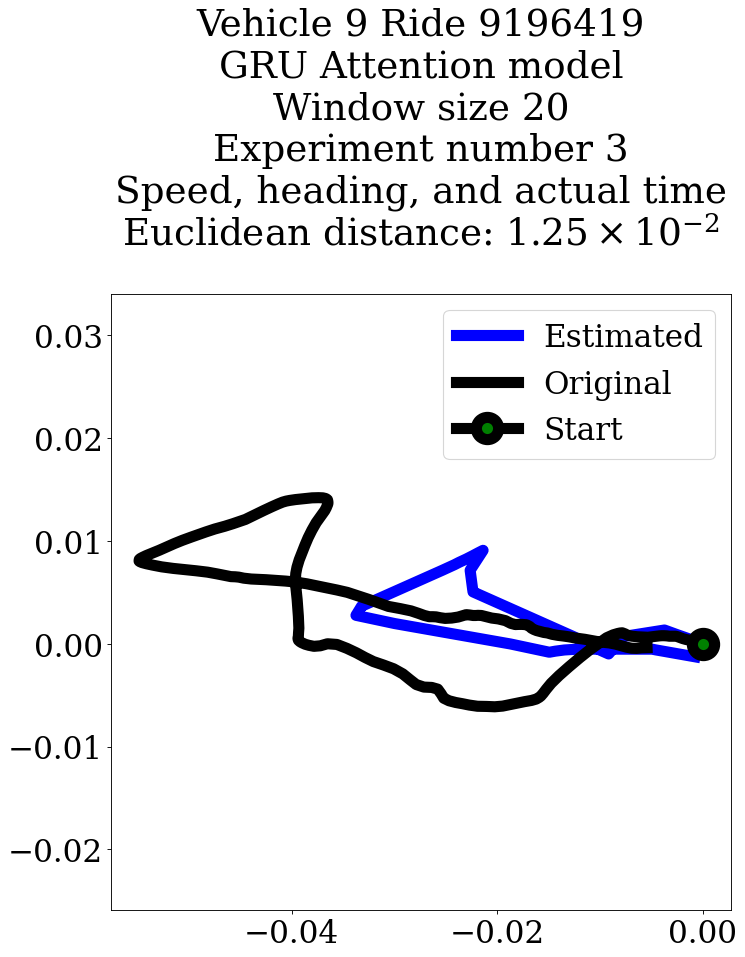 Vehicle 9 Ride 9196419
GRU Attention model
Window size 20
Experiment number 3
Speed, heading, and actual time
Euclidean distance: 1.25 × 10⁻²
Estimated
Original
Start
0.03
0.02
0.01
0.00
−0.01
−0.02
−0.04
−0.02
0.00